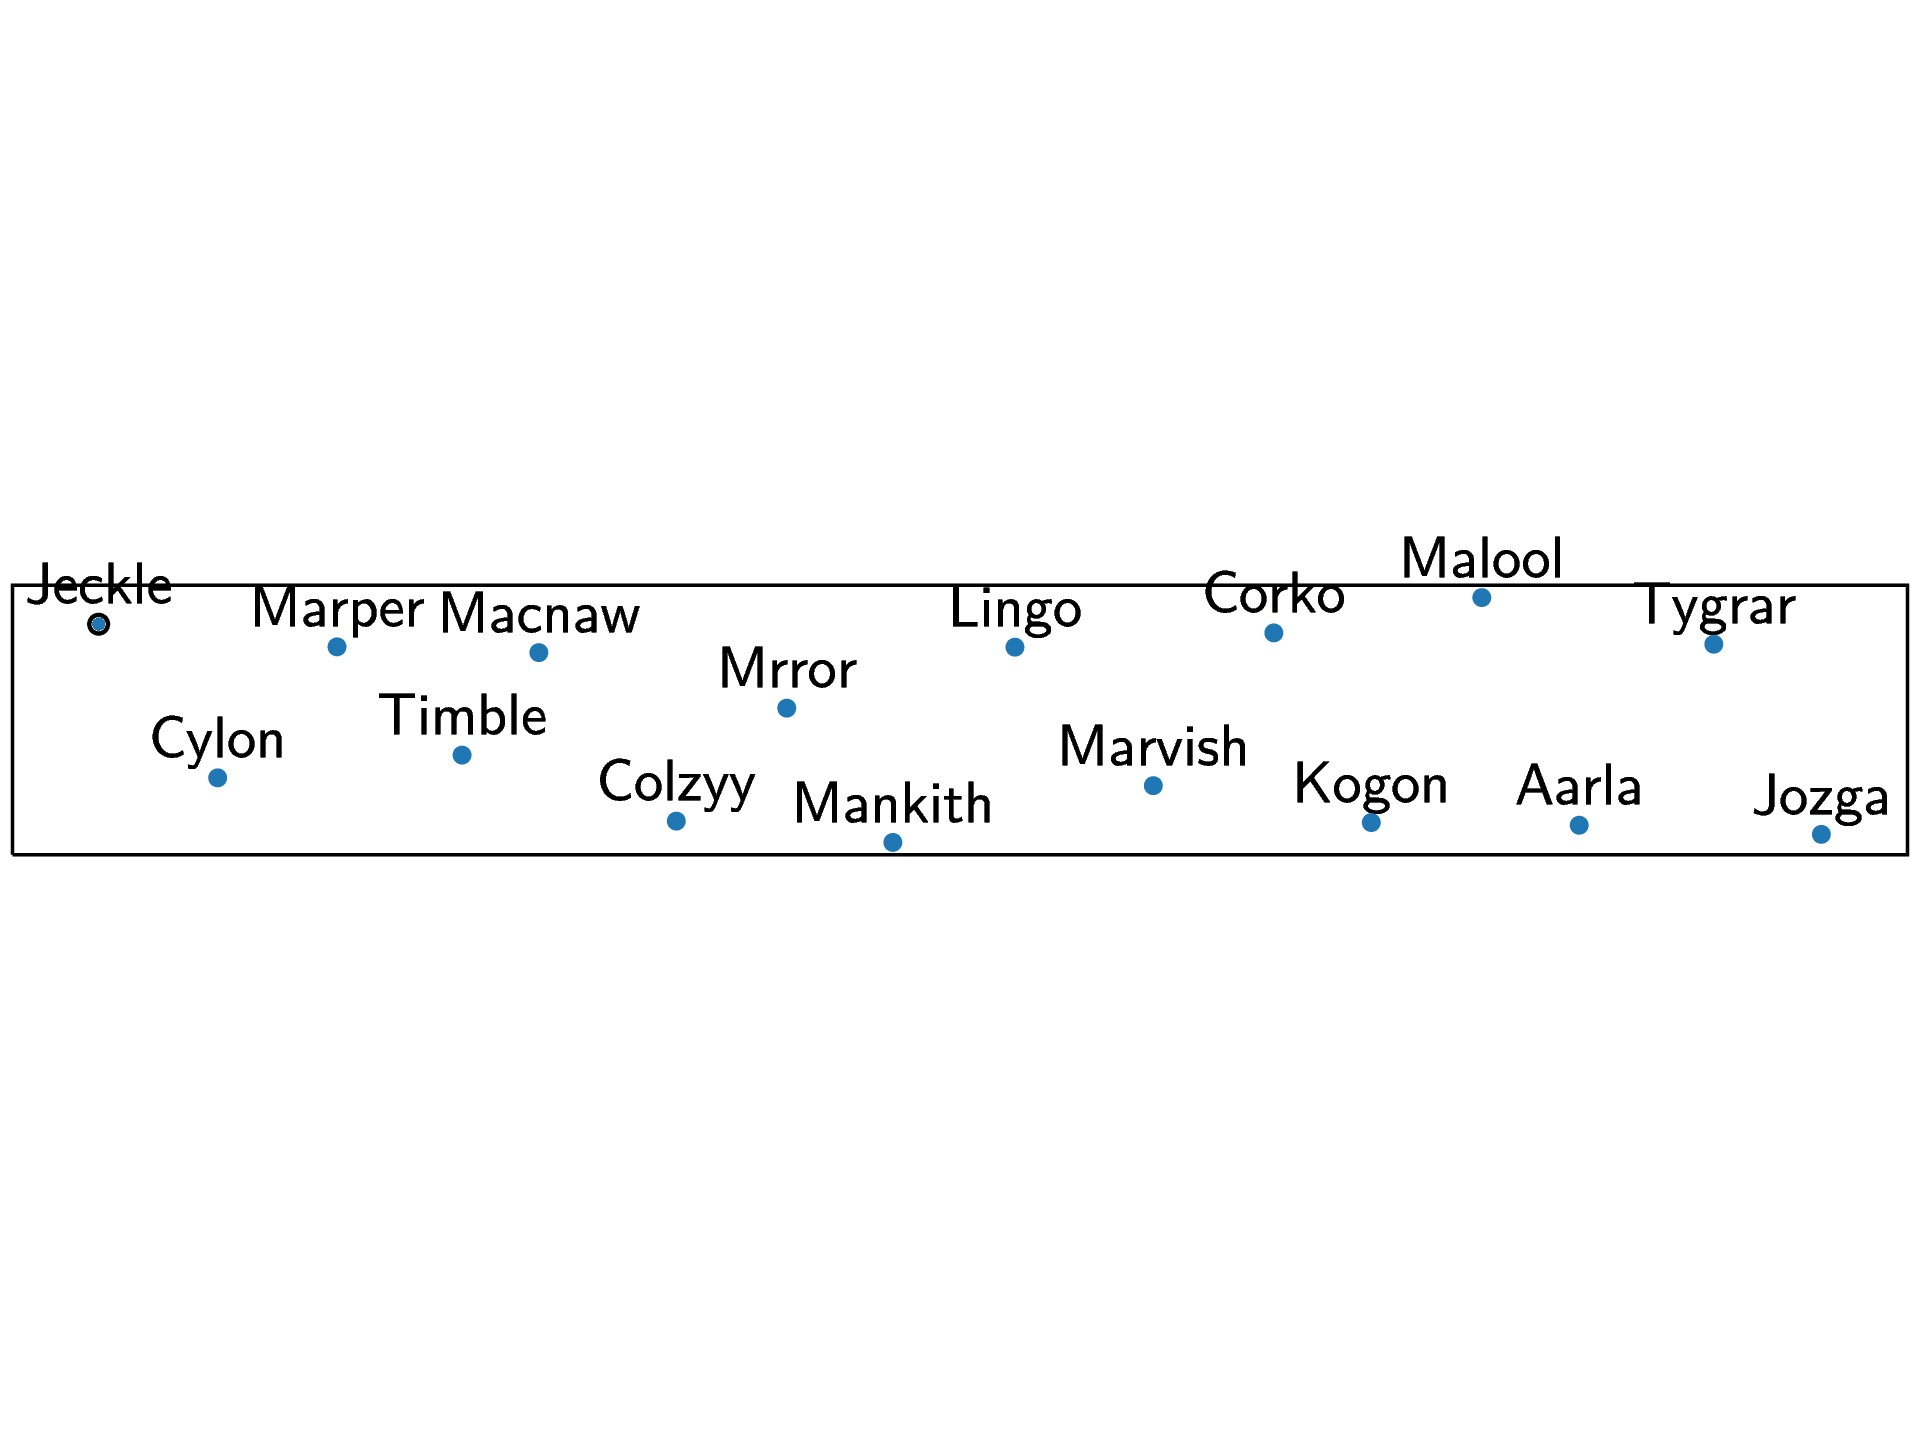 Malool
Jeckle
Corko
Marper
Macnaw
Lingo
Tygrar
Mrror
Timble
Cylon
Marvish
Colzyy
Kogon
Aarla
Mankith
Jozga